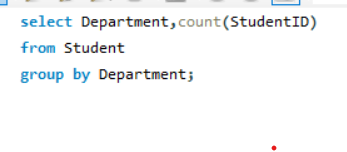 select Department,count(StudentID)
from Student
group by Department;